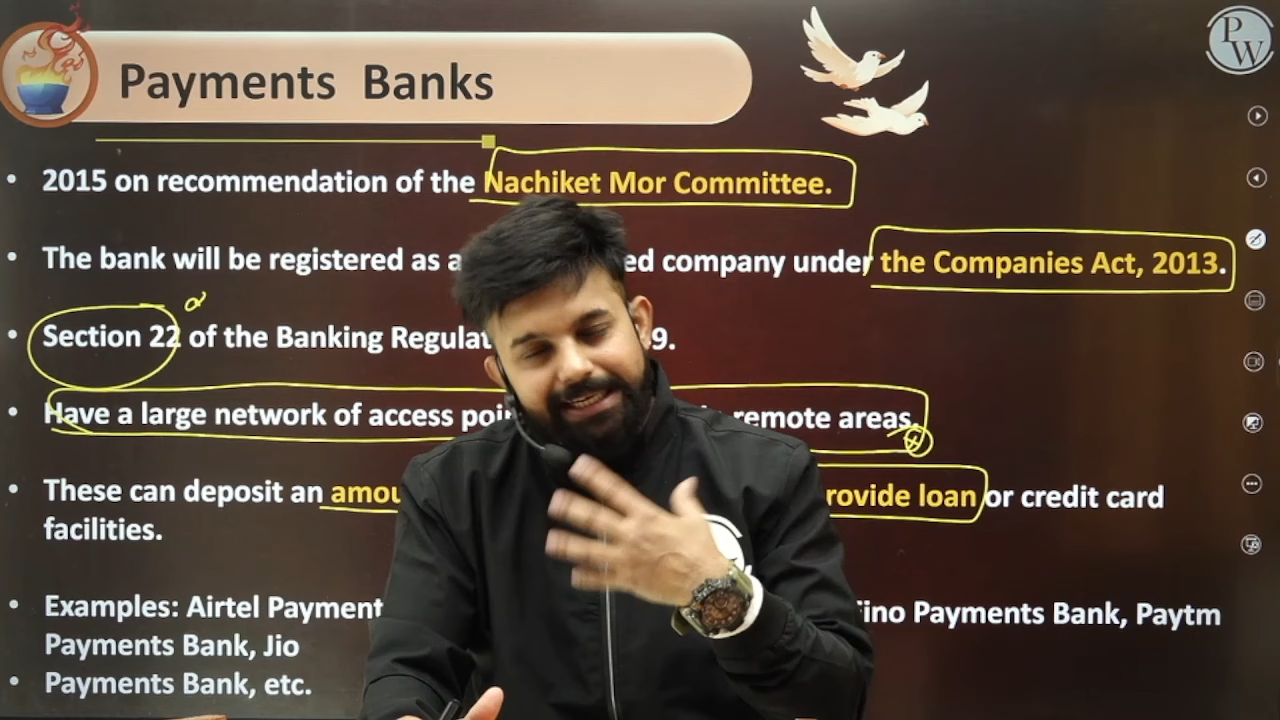 PW
Payments Banks
• 2015 on recommendation of the Nachiket Mor Committee.
• The bank will be registered as a ed company under the Companies Act, 2013.
• Section 22 of the Banking Regulat 9.
• Have a large network of access poin remote areas.
• These can deposit an amou rovide loan or credit card
facilities.
• Examples: Airtel Payment Fino Payments Bank, Paytm
Payments Bank, Jio
• Payments Bank, etc.